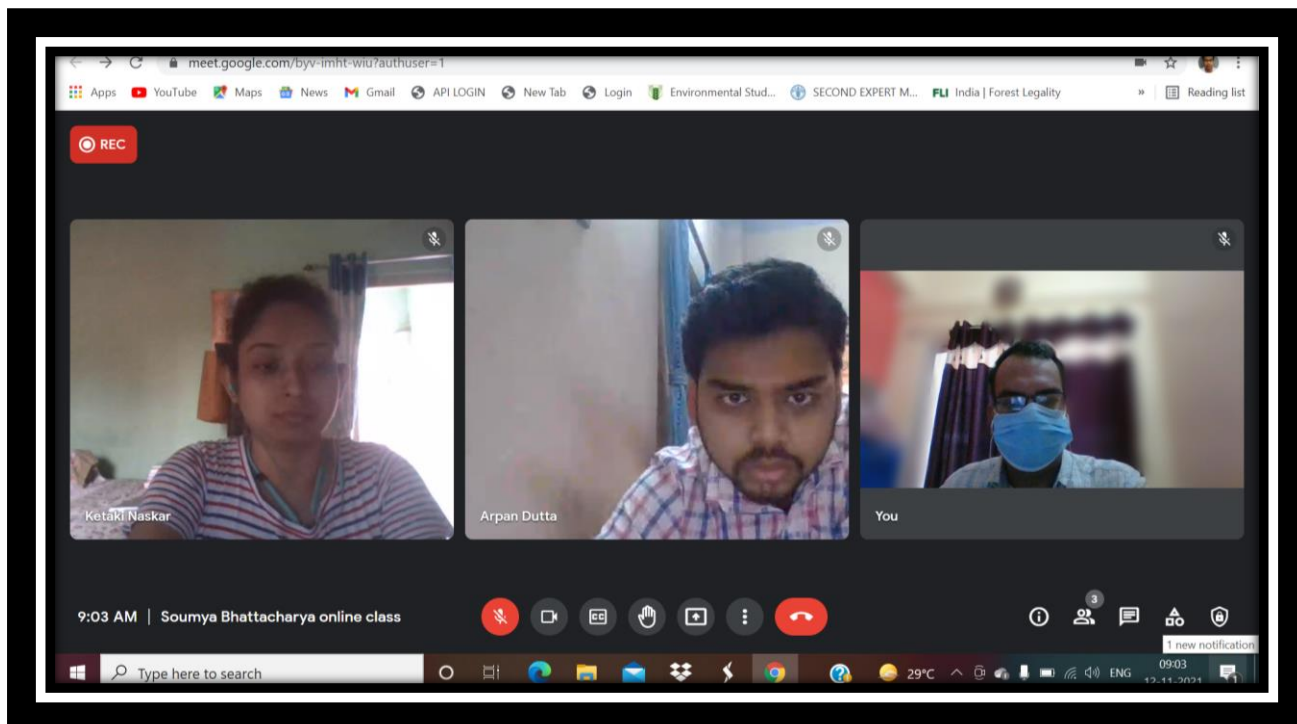 meet.google.com/byv-imht-wiu?authuser=1
Apps YouTube Maps News Gmail API LOGIN New Tab Login Environmental Stud... SECOND EXPERT M... FLI India | Forest Legality » Reading list
REC
Ketaki Naskar
Arpan Dutta
You
9:03 AM | Soumya Bhattacharya online class
CC
3
1 new notification
Type here to search
29°C ENG
09:03
12-11-2021
1